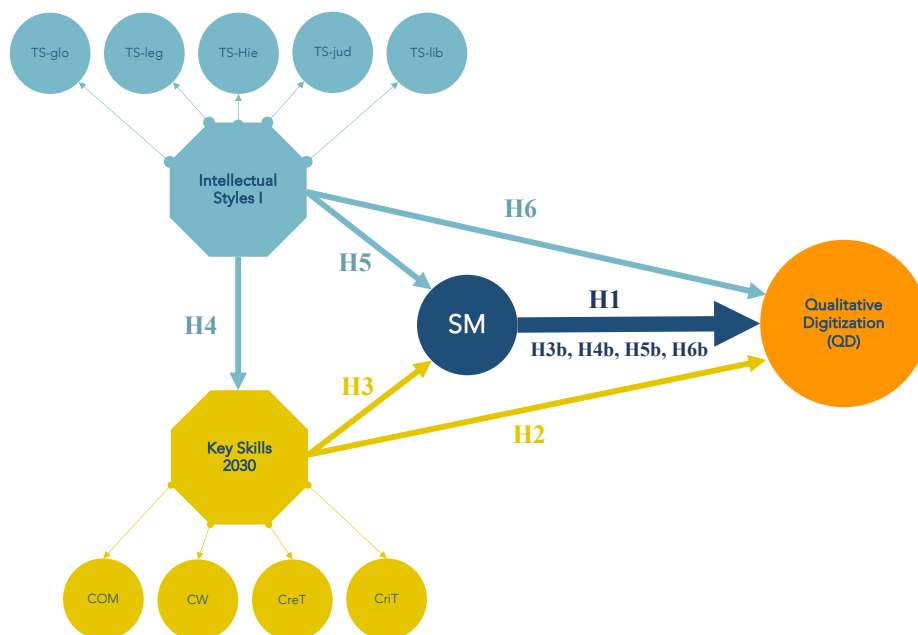 TS-glo
TS-leg
TS-Hie
TS-jud
TS-lib
Intellectual
Styles I
H6
H5
H4
SM
H1
H3b, H4b, H5b, H6b
Qualitative
Digitization
(QD)
H3
H2
Key Skills
2030
COM
CW
CreT
CriT